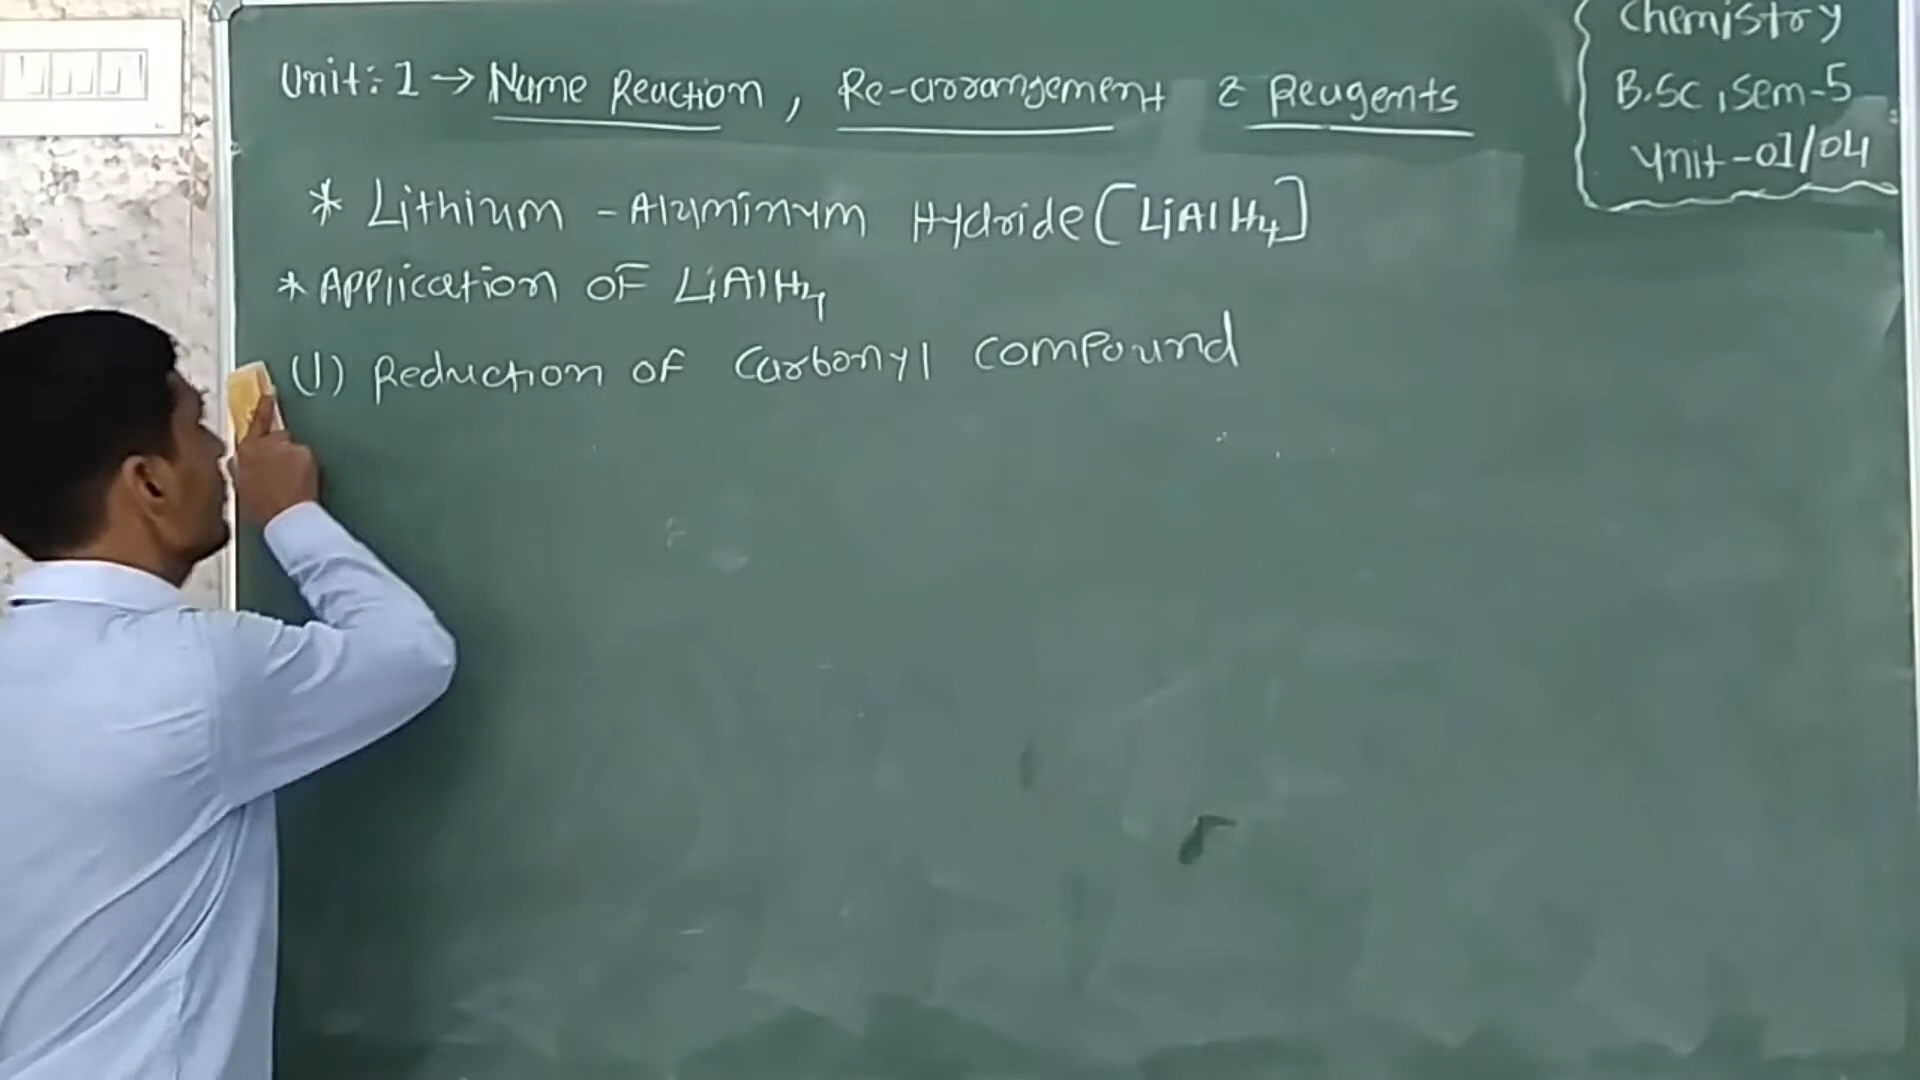 Unit:- 1 → Name Reaction, Re-arrangement & Reagents
Chemistry
B.Sc, Sem-5
Unit-01/04
* Lithium - Aluminium Hydride [LiAlH4]
* Application OF LiAlH4
(1) Reduction of Carbonyl Compound